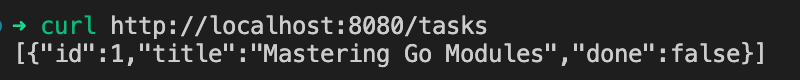 ➜ curl http://localhost:8080/tasks
[{"id":1,"title":"Mastering Go Modules","done":false}]